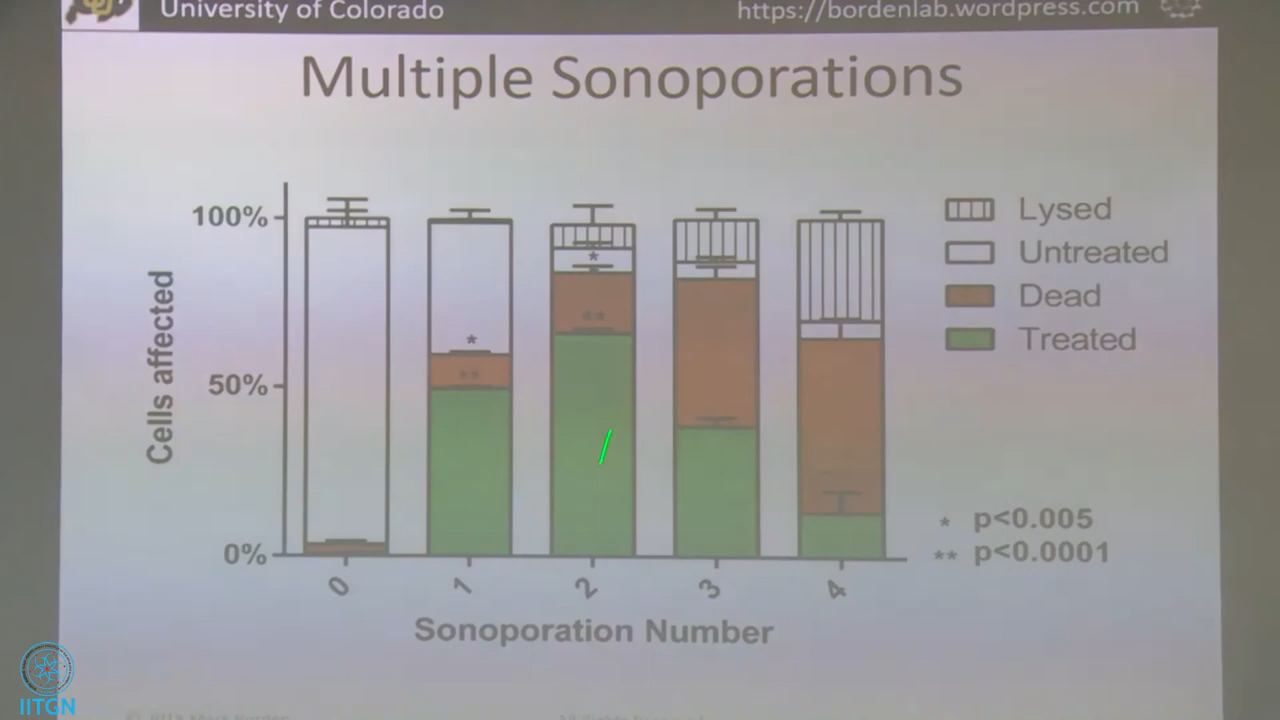 University of Colorado
https://bordenlab.wordpress.com
Multiple Sonoporations
100%
50%
0%
Cells affected
*
**
*
**
0
1
2
3
4
Sonoporation Number
Lysed
Untreated
Dead
Treated
* p<0.005
** p<0.0001
IITGN